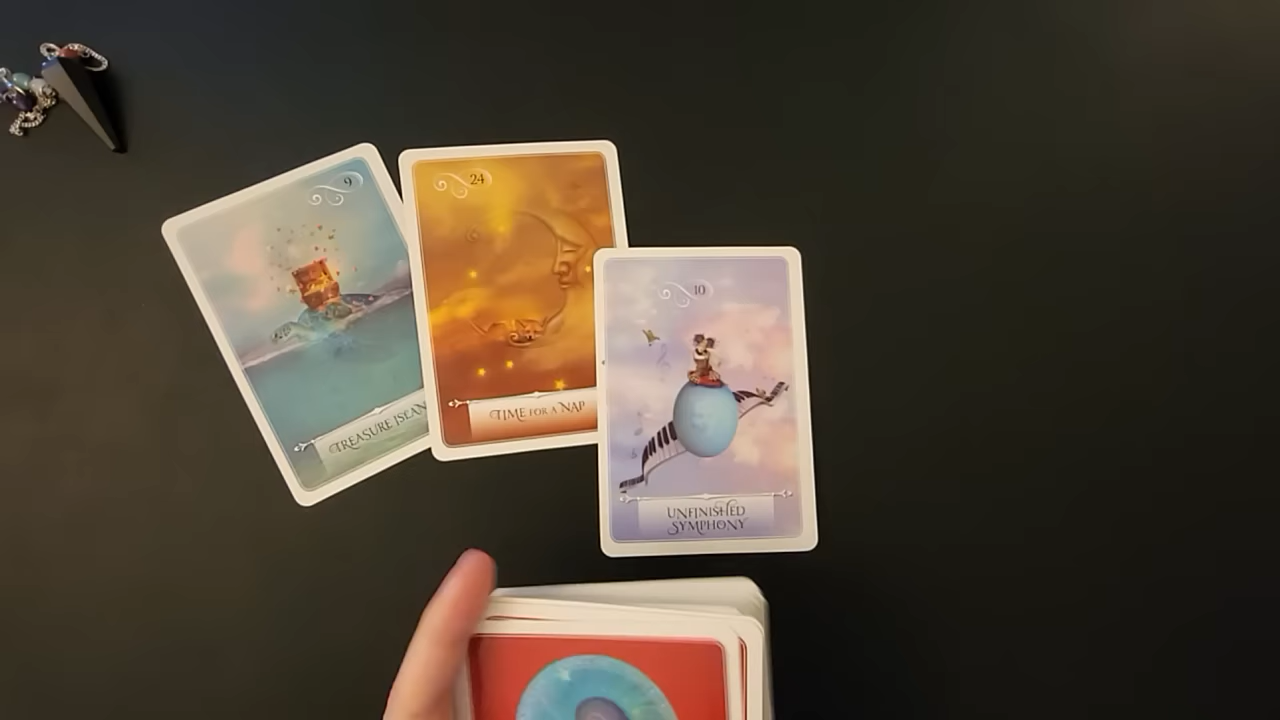 9
TREASURE ISLAN
24
TIME FOR A NAP
10
UNFINISHED
SYMPHONY